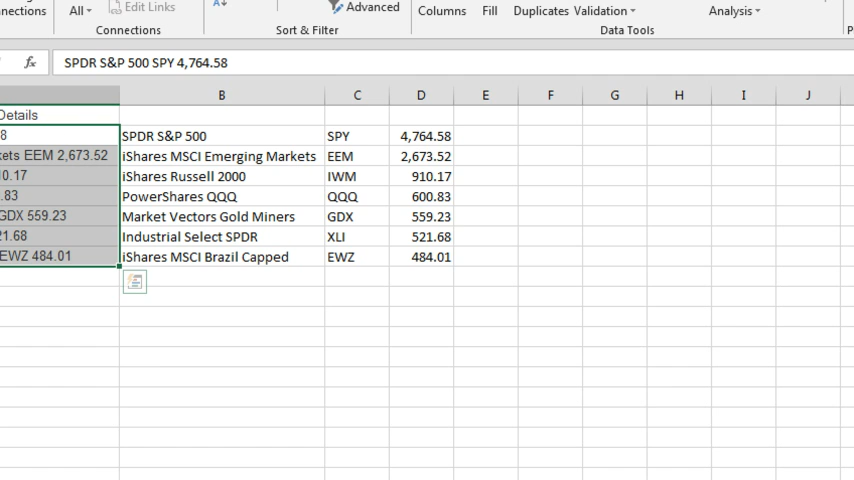 nnections All Edit Links Advanced Columns Fill Duplicates Validation Analysis
Connections Sort & Filter Data Tools
fx SPDR S&P 500 SPY 4,764.58
B C D E F G H I J
Details
8 SPDR S&P 500 SPY 4,764.58
kets EEM 2,673.52 iShares MSCI Emerging Markets EEM 2,673.52
10.17 iShares Russell 2000 IWM 910.17
.83 PowerShares QQQ QQQ 600.83
GDX 559.23 Market Vectors Gold Miners GDX 559.23
21.68 Industrial Select SPDR XLI 521.68
EWZ 484.01 iShares MSCI Brazil Capped EWZ 484.01